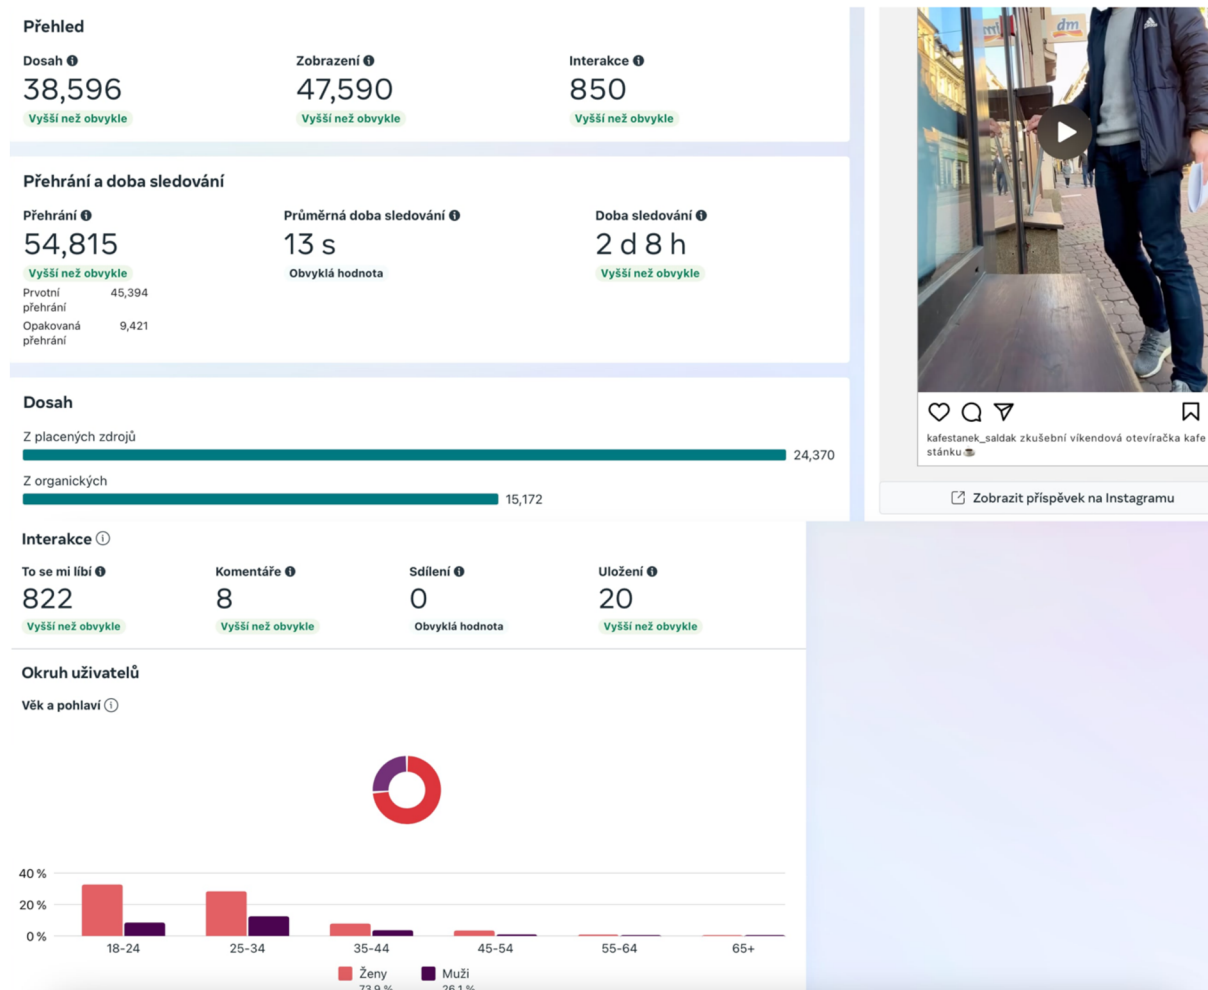 Přehled
Dosah
Zobrazení
Interakce
38,596
47,590
850
Vyšší než obvykle
Vyšší než obvykle
Vyšší než obvykle
Přehrání a doba sledování
Přehrání
Průměrná doba sledování
Doba sledování
54,815
13 s
2 d 8 h
Vyšší než obvykle
Obvyklá hodnota
Vyšší než obvykle
Prvotní
přehrání
45,394
Opakovaná
přehrání
9,421
Dosah
Z placených zdrojů
24,370
Z organických
15,172
dm
kafestanek_saldak zkušební víkendová otevíračka kafe
stánku
Zobrazit příspěvek na Instagramu
Interakce
To se mi líbí
Komentáře
Sdílení
Uložení
822
8
0
20
Vyšší než obvykle
Vyšší než obvykle
Obvyklá hodnota
Vyšší než obvykle
Okruh uživatelů
Věk a pohlaví
40 %
20 %
0 %
18-24
25-34
35-44
45-54
55-64
65+
Ženy
Muži
73.9 %
26.1 %